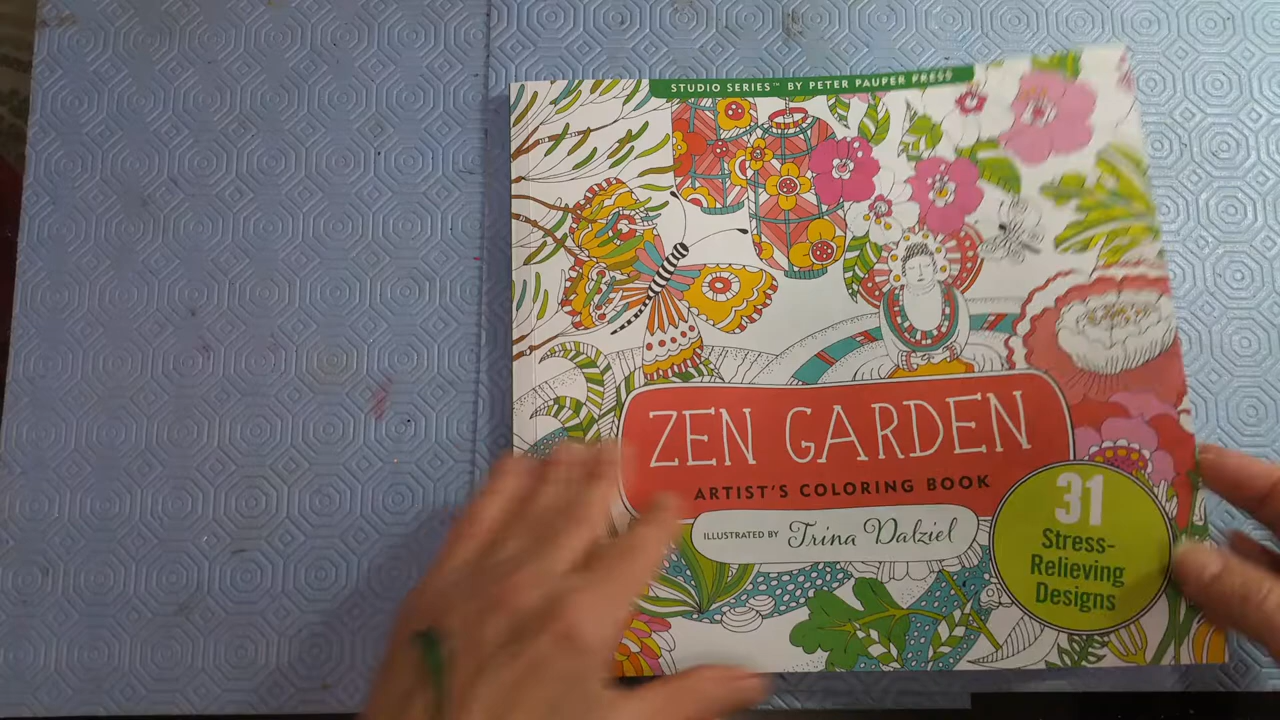 STUDIO SERIES™ BY PETER PAUPER PRESS
ZEN GARDEN
ARTIST'S COLORING BOOK
ILLUSTRATED BY Trina Dalziel
31
Stress-
Relieving
Designs